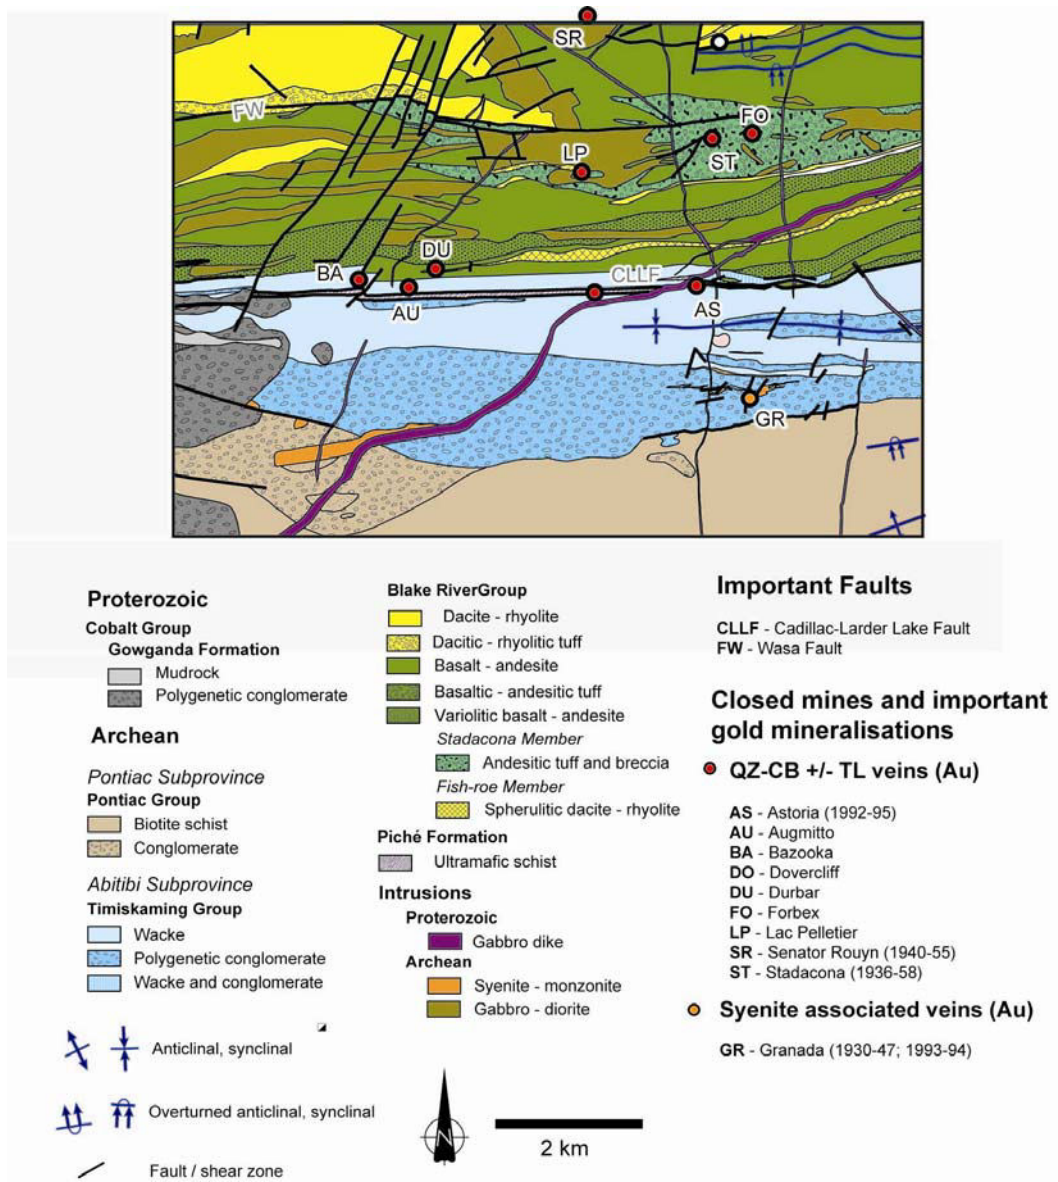 SR
FW
FO
LP
ST
DU
BA
CLLF
AU
AS
GR
Proterozoic
Cobalt Group
Gowganda Formation
Mudrock
Polygenetic conglomerate
Archean
Pontiac Subprovince
Pontiac Group
Biotite schist
Conglomerate
Abitibi Subprovince
Timiskaming Group
Wacke
Polygenetic conglomerate
Wacke and conglomerate
Anticlinal, synclinal
Overturned anticlinal, synclinal
Fault / shear zone
Blake RiverGroup
Dacite - rhyolite
Dacitic - rhyolitic tuff
Basalt - andesite
Basaltic - andesitic tuff
Variolitic basalt - andesite
Stadacona Member
Andesitic tuff and breccia
Fish-roe Member
Spherulitic dacite - rhyolite
Piché Formation
Ultramafic schist
Intrusions
Proterozoic
Gabbro dike
Archean
Syenite - monzonite
Gabbro - diorite
N
2 km
Important Faults
CLLF - Cadillac-Larder Lake Fault
FW - Wasa Fault
Closed mines and important
gold mineralisations
QZ-CB +/- TL veins (Au)
AS - Astoria (1992-95)
AU - Augmitto
BA - Bazooka
DO - Dovercliff
DU - Durbar
FO - Forbex
LP - Lac Pelletier
SR - Senator Rouyn (1940-55)
ST - Stadacona (1936-58)
Syenite associated veins (Au)
GR - Granada (1930-47; 1993-94)